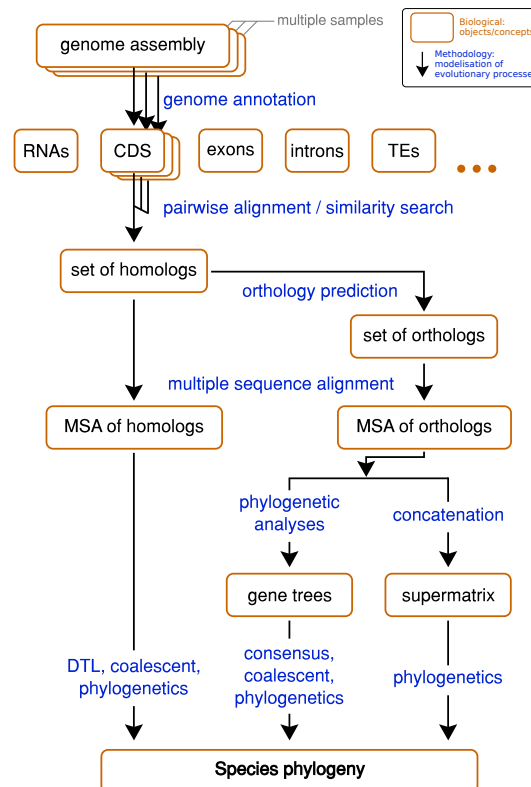 multiple samples
Biological:
objects/concepts
genome assembly
Methodology:
modelisation of
evolutionary processe
genome annotation
RNAs
CDS
exons
introns
TEs
pairwise alignment / similarity search
set of homologs
orthology prediction
set of orthologs
multiple sequence alignment
MSA of homologs
MSA of orthologs
phylogenetic
analyses
concatenation
gene trees
supermatrix
DTL, coalescent,
phylogenetics
consensus,
coalescent,
phylogenetics
phylogenetics
Species phylogeny